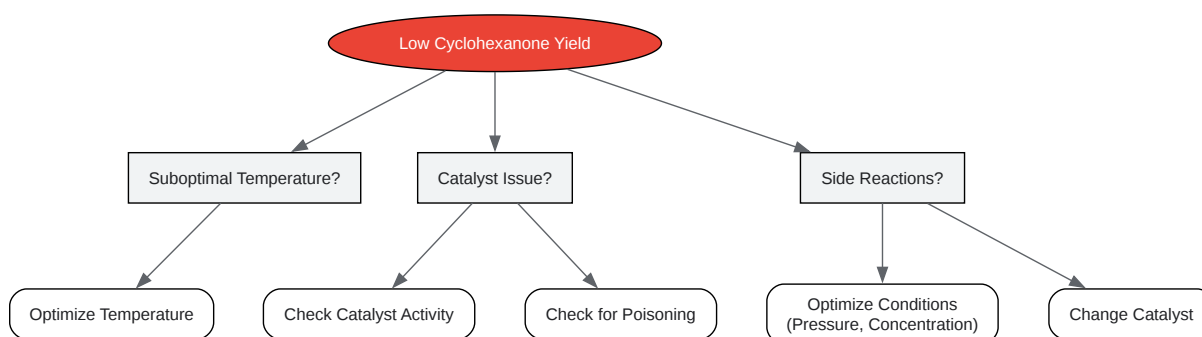 Low Cyclohexanone Yield
Suboptimal Temperature?
Catalyst Issue?
Side Reactions?
Optimize Temperature
Check Catalyst Activity
Check for Poisoning
Optimize Conditions
(Pressure, Concentration)
Change Catalyst